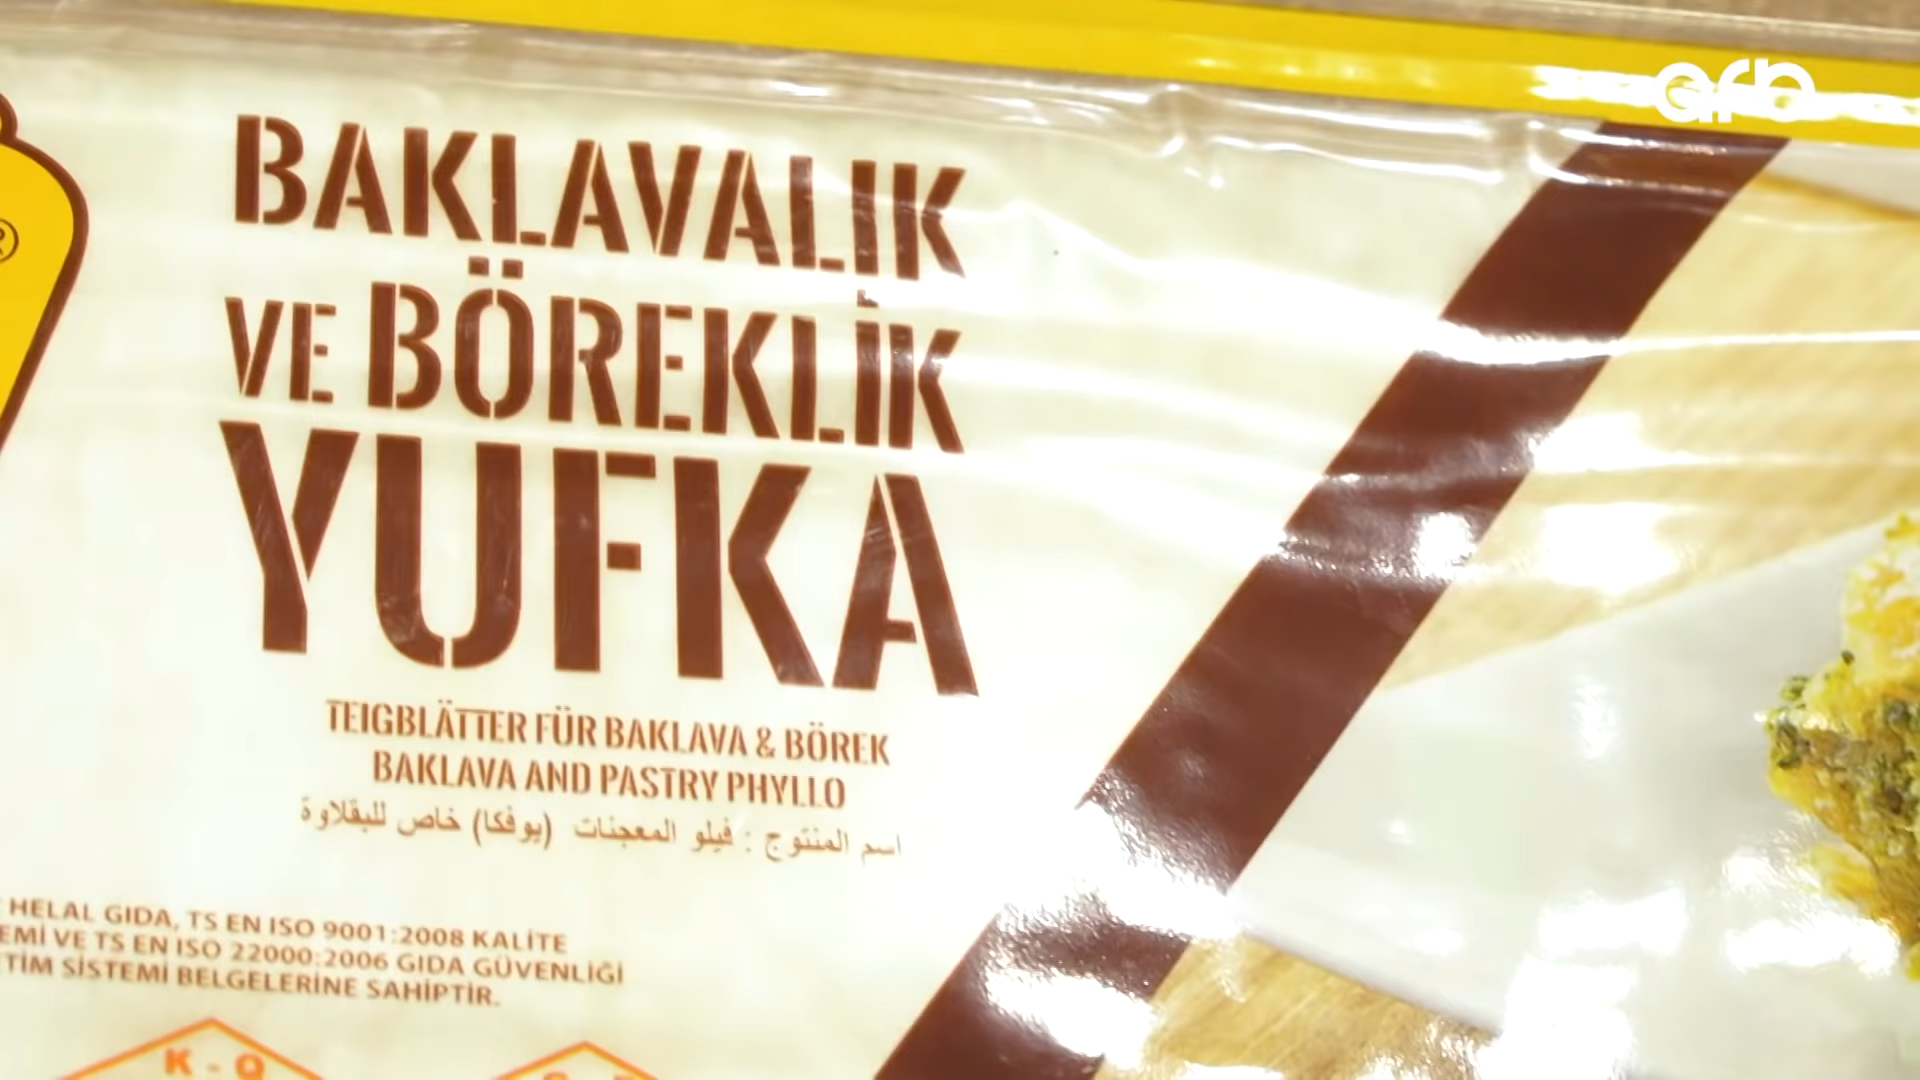 afb
BAKLAVALIK
VE BÖREKLİK
YUFKA
TEIGBLÄTTER FÜR BAKLAVA & BÖREK
BAKLAVA AND PASTRY PHYLLO
اسم المنتوج : فيلو المعجنات (يوفكا) خاص للبقلاوة
HELAL GIDA, TS EN ISO 9001:2008 KALİTE
EMİ VE TS EN ISO 22000:2006 GIDA GÜVENLİĞİ
TİM SİSTEMİ BELGELERİNE SAHİPTİR.
K - Q